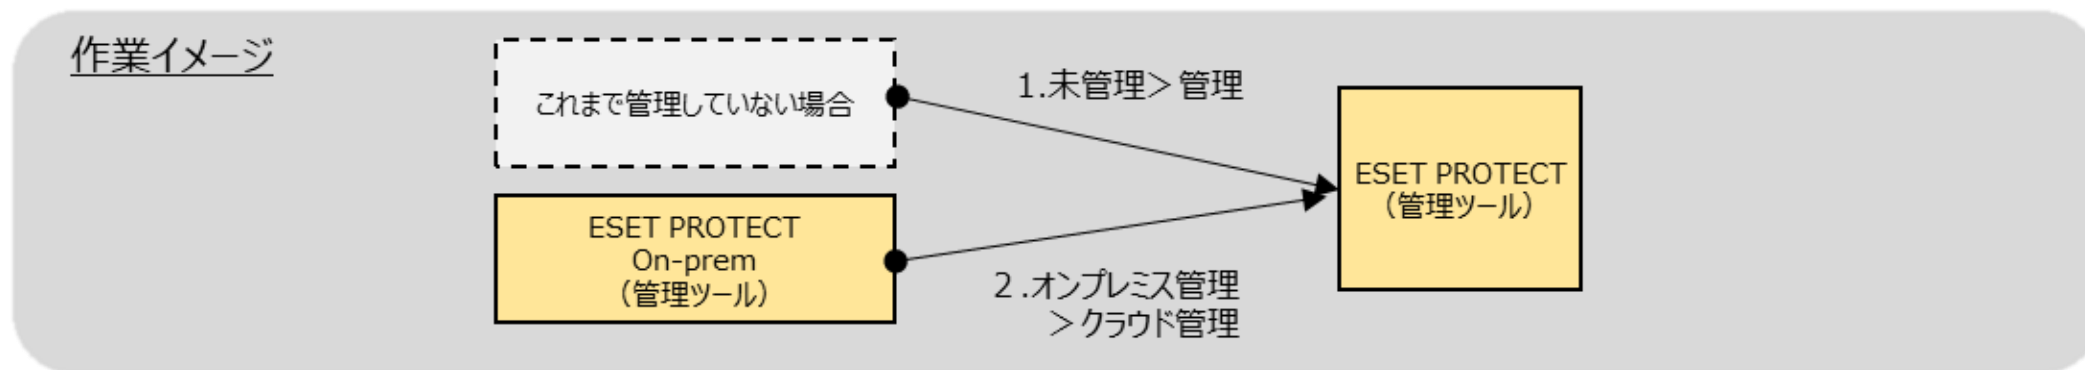 作業イメージ
これまで管理していない場合
1.未管理＞管理
ESET PROTECT
（管理ツール）
ESET PROTECT
On-prem
（管理ツール）
２.オンプレミス管理
＞クラウド管理